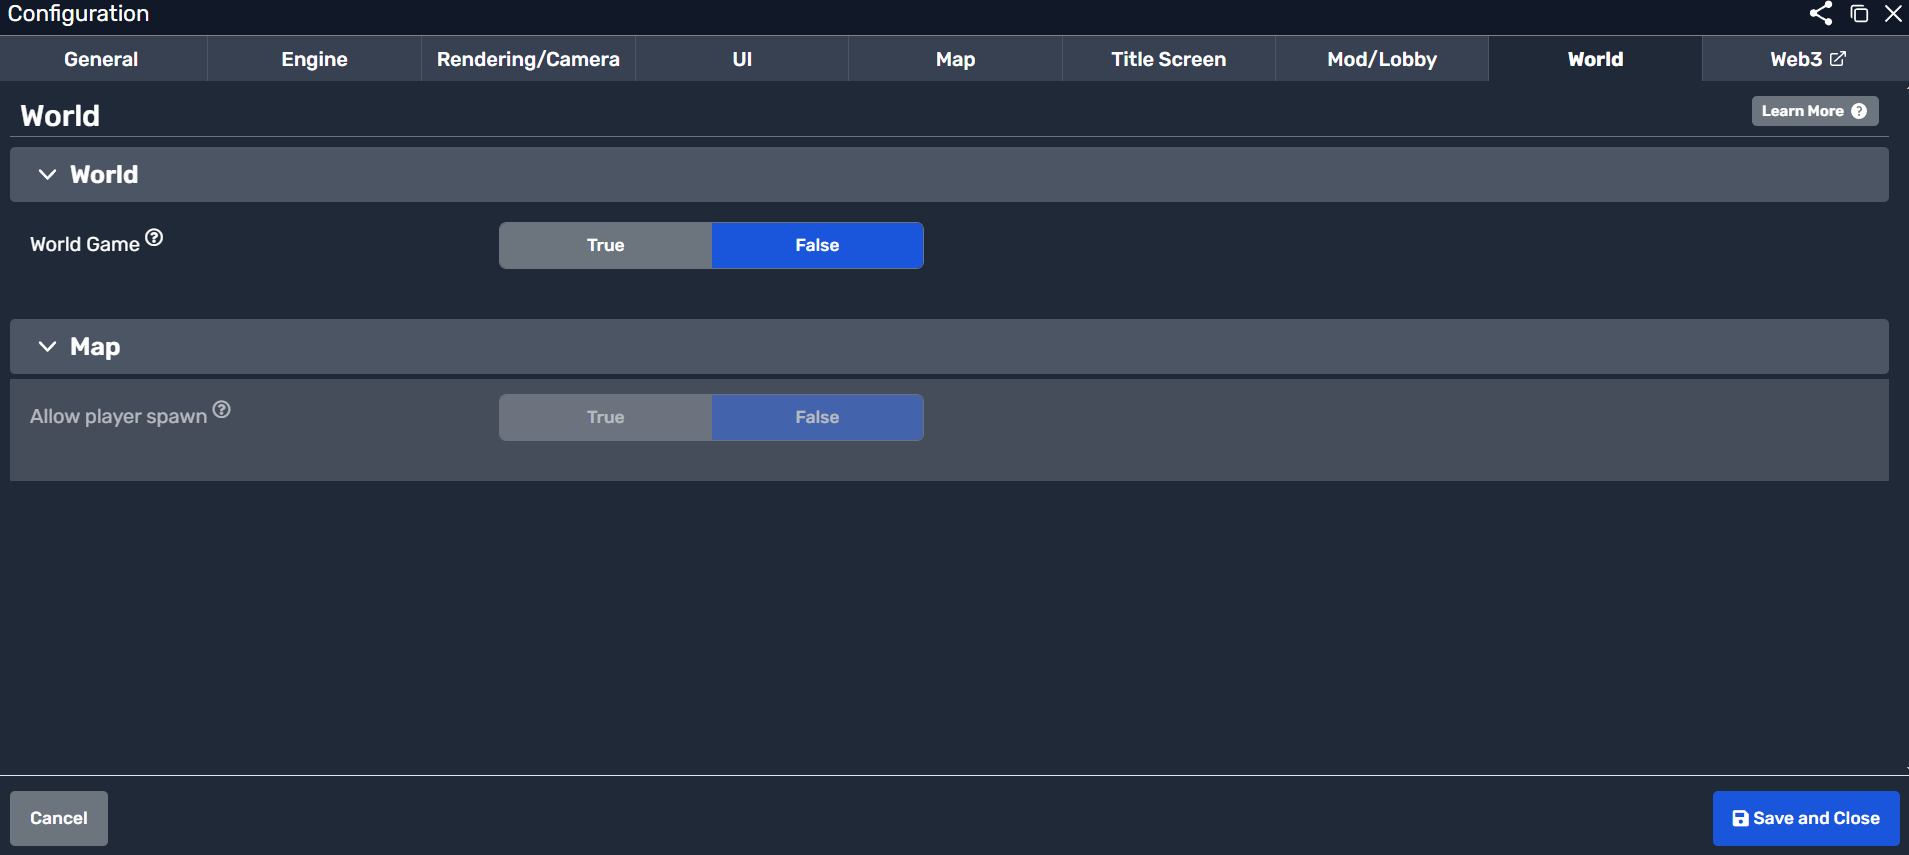 Configuration
General Engine Rendering/Camera UI Map Title Screen Mod/Lobby World Web3
World Learn More ?
World
World Game ? True False
Map
Allow player spawn ? True False
Cancel Save and Close